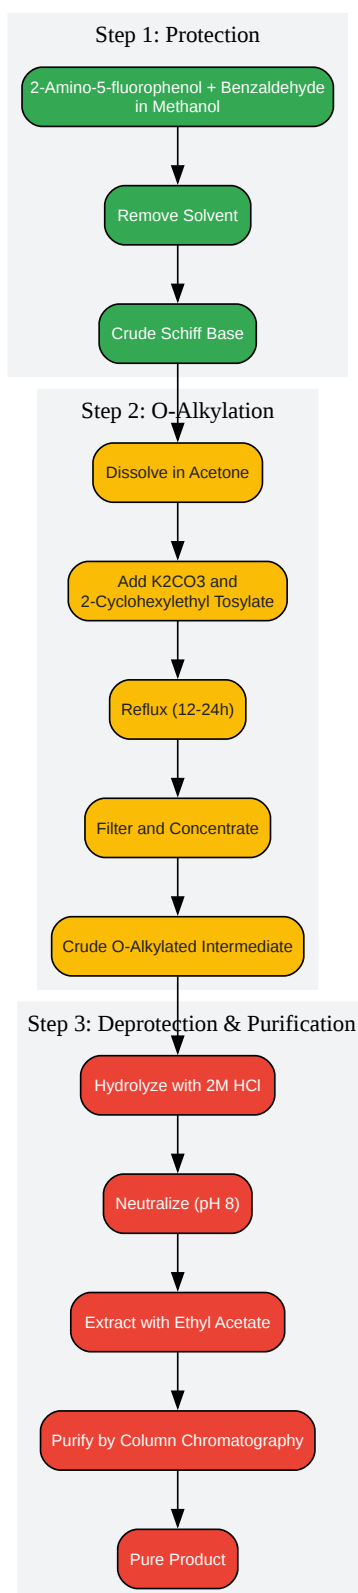 Step 1: Protection
2-Amino-5-fluorophenol + Benzaldehyde
in Methanol
Remove Solvent
Crude Schiff Base
Step 2: O-Alkylation
Dissolve in Acetone
Add K2CO3 and
2-Cyclohexylethyl Tosylate
Reflux (12-24h)
Filter and Concentrate
Crude O-Alkylated Intermediate
Step 3: Deprotection & Purification
Hydrolyze with 2M HCl
Neutralize (pH 8)
Extract with Ethyl Acetate
Purify by Column Chromatography
Pure Product